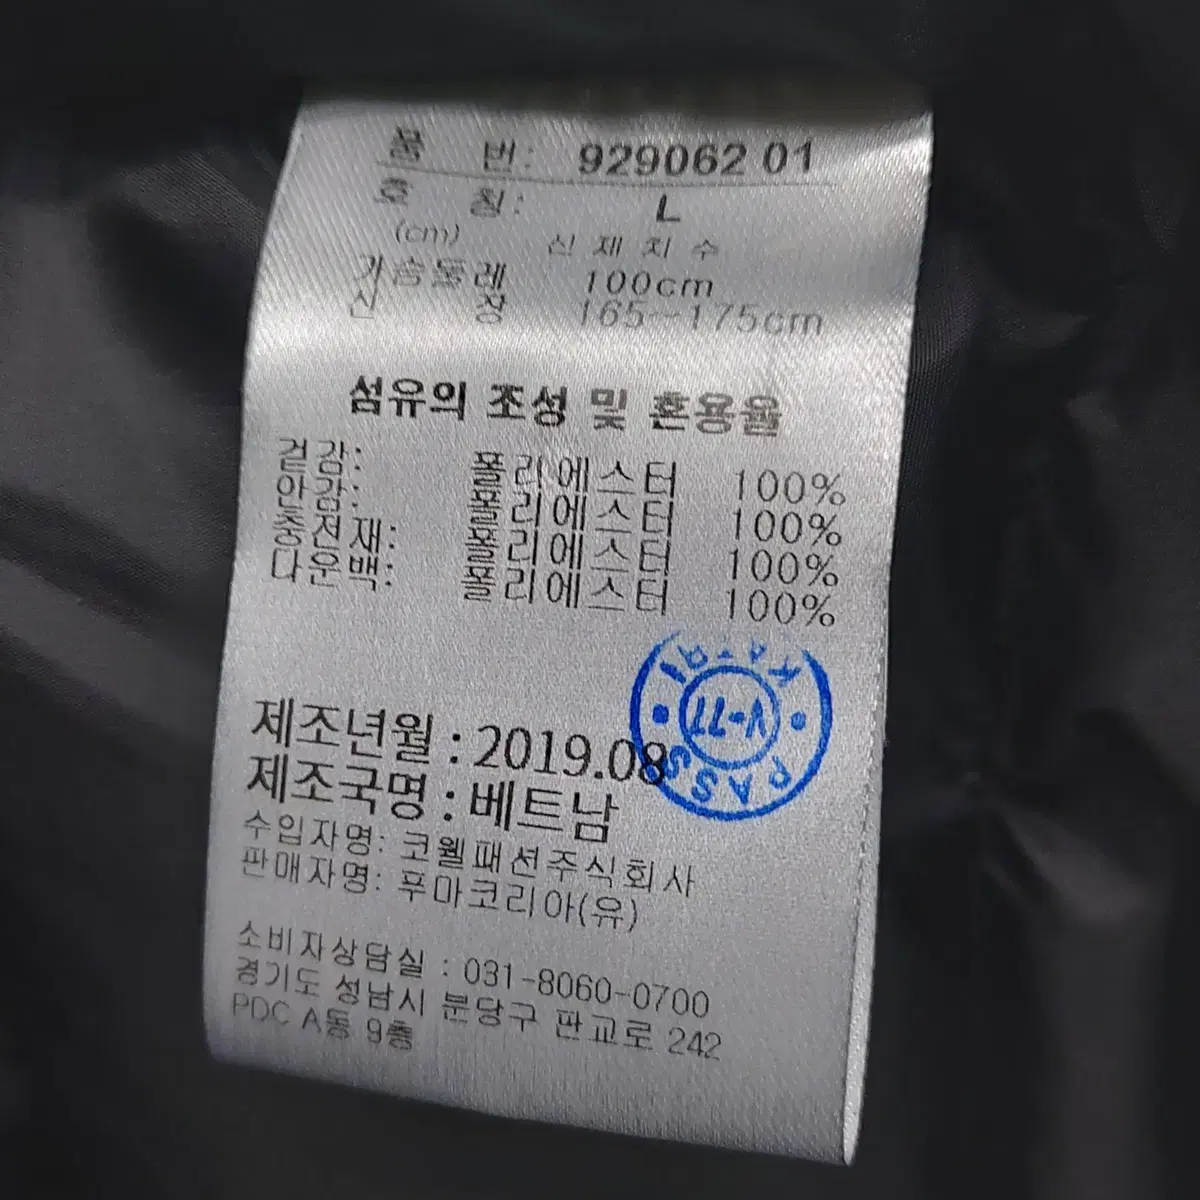 품 번: 929062 01
호 칭: L
(cm) 신체치수
가슴둘레 100cm
신 장 165~175cm
섬유의 조성 및 혼용율
겉감: 폴리에스터 100%
안감: 폴리에스터 100%
충전재: 폴리에스터 100%
다운백: 폴리에스터 100%
KATRI
V-77
PASS
제조년월 : 2019.08
제조국명 : 베트남
수입자명: 코웰패션주식회사
판매자명: 푸마코리아(유)
소비자상담실 : 031-8060-0700
경기도 성남시 분당구 판교로 242
PDC A동 9층